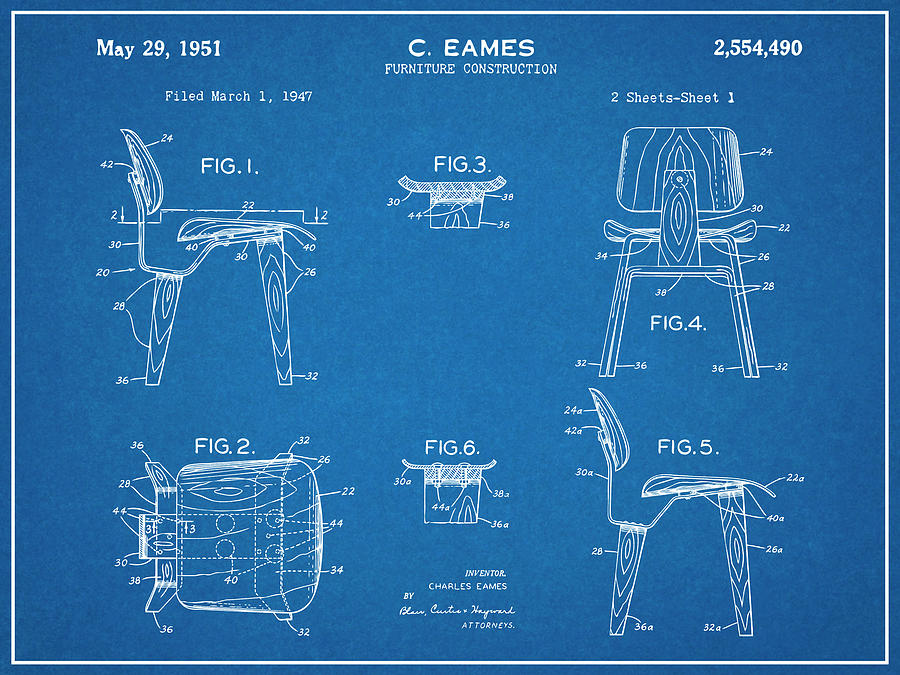 May 29, 1951
C. EAMES
2,554,490
FURNITURE CONSTRUCTION
Filed March 1, 1947
2 Sheets-Sheet 1
FIG.1.
24
42
2
22
2
30
40
30
40
20
26
28
36
32
FIG.3.
30
44
38
36
24
30
22
34
26
38
28
FIG.4.
32
36
36
32
FIG.2.
36
32
26
28
22
44
3
3
44
30
40
34
38
36
32
FIG.6.
30a
44a
38a
36a
24a
42a
FIG.5.
30a
22a
40a
28
26a
36a
32a
INVENTOR.
CHARLES EAMES
BY
Blair, Curtis + Hayward
ATTORNEYS.